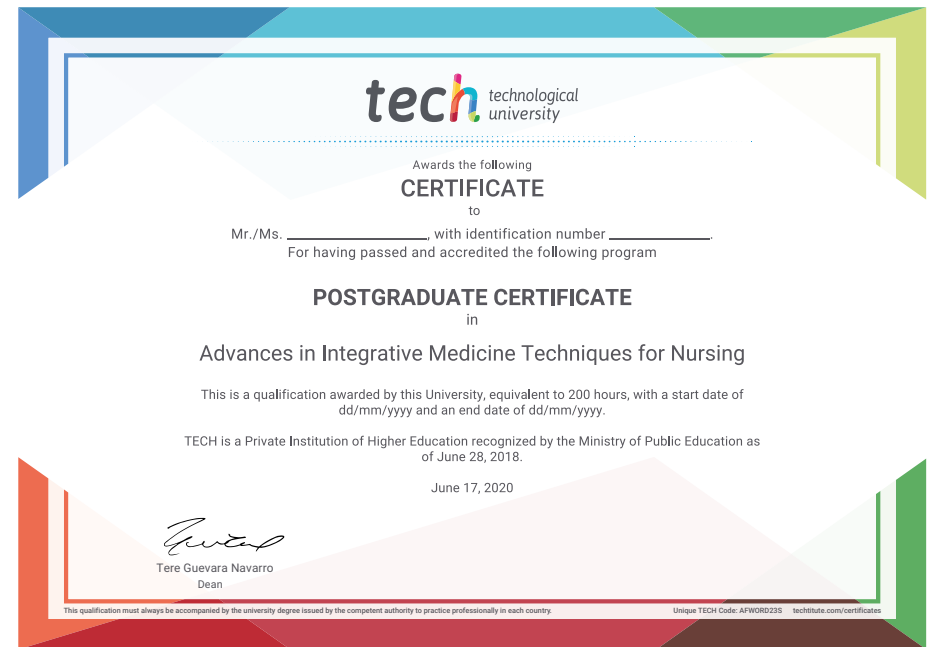 tech technological
university
Awards the following
CERTIFICATE
to
Mr./Ms. ____________________, with identification number ______________.
For having passed and accredited the following program
POSTGRADUATE CERTIFICATE
in
Advances in Integrative Medicine Techniques for Nursing
This is a qualification awarded by this University, equivalent to 200 hours, with a start date of
dd/mm/yyyy and an end date of dd/mm/yyyy.
TECH is a Private Institution of Higher Education recognized by the Ministry of Public Education as
of June 28, 2018.
June 17, 2020
Tere Guevara Navarro
Dean
This qualification must always be accompanied by the university degree issued by the competent authority to practice professionally in each country.
Unique TECH Code: AFWORD23S techtitute.com/certificates